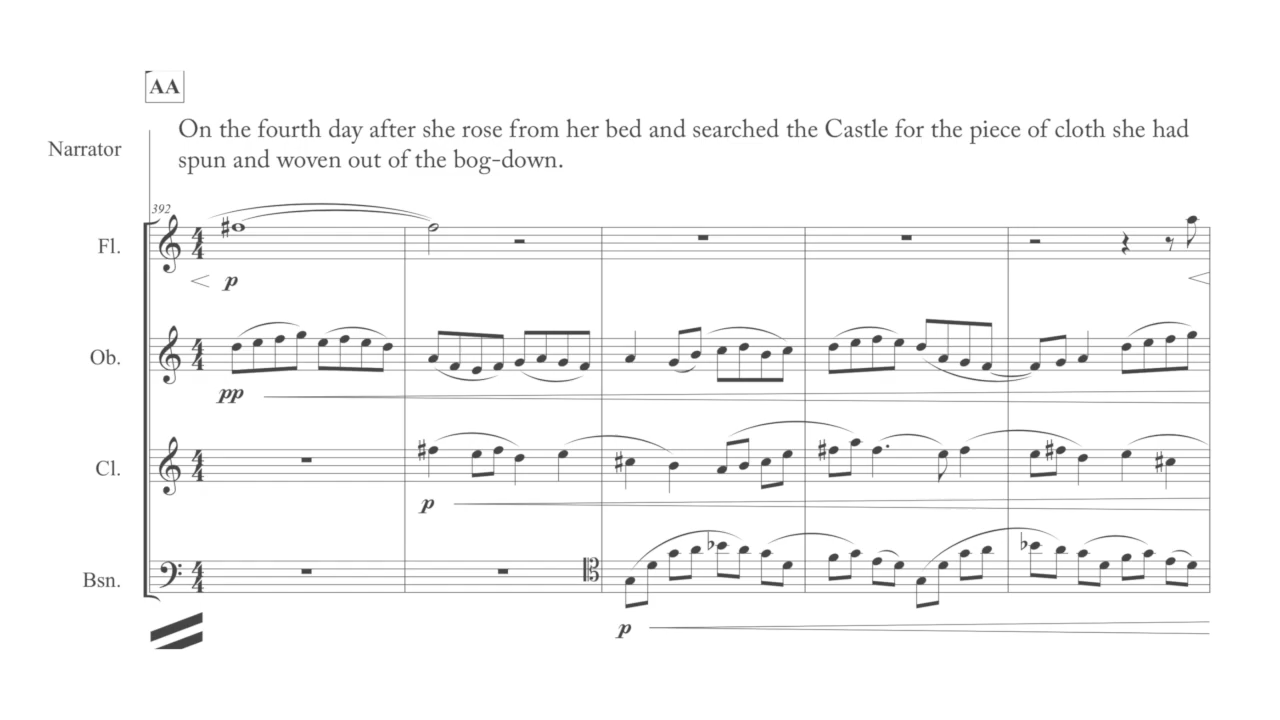 AA
Narrator
On the fourth day after she rose from her bed and searched the Castle for the piece of cloth she had
spun and woven out of the bog-down.
392
Fl.
p
Ob.
pp
Cl.
p
Bsn.
p